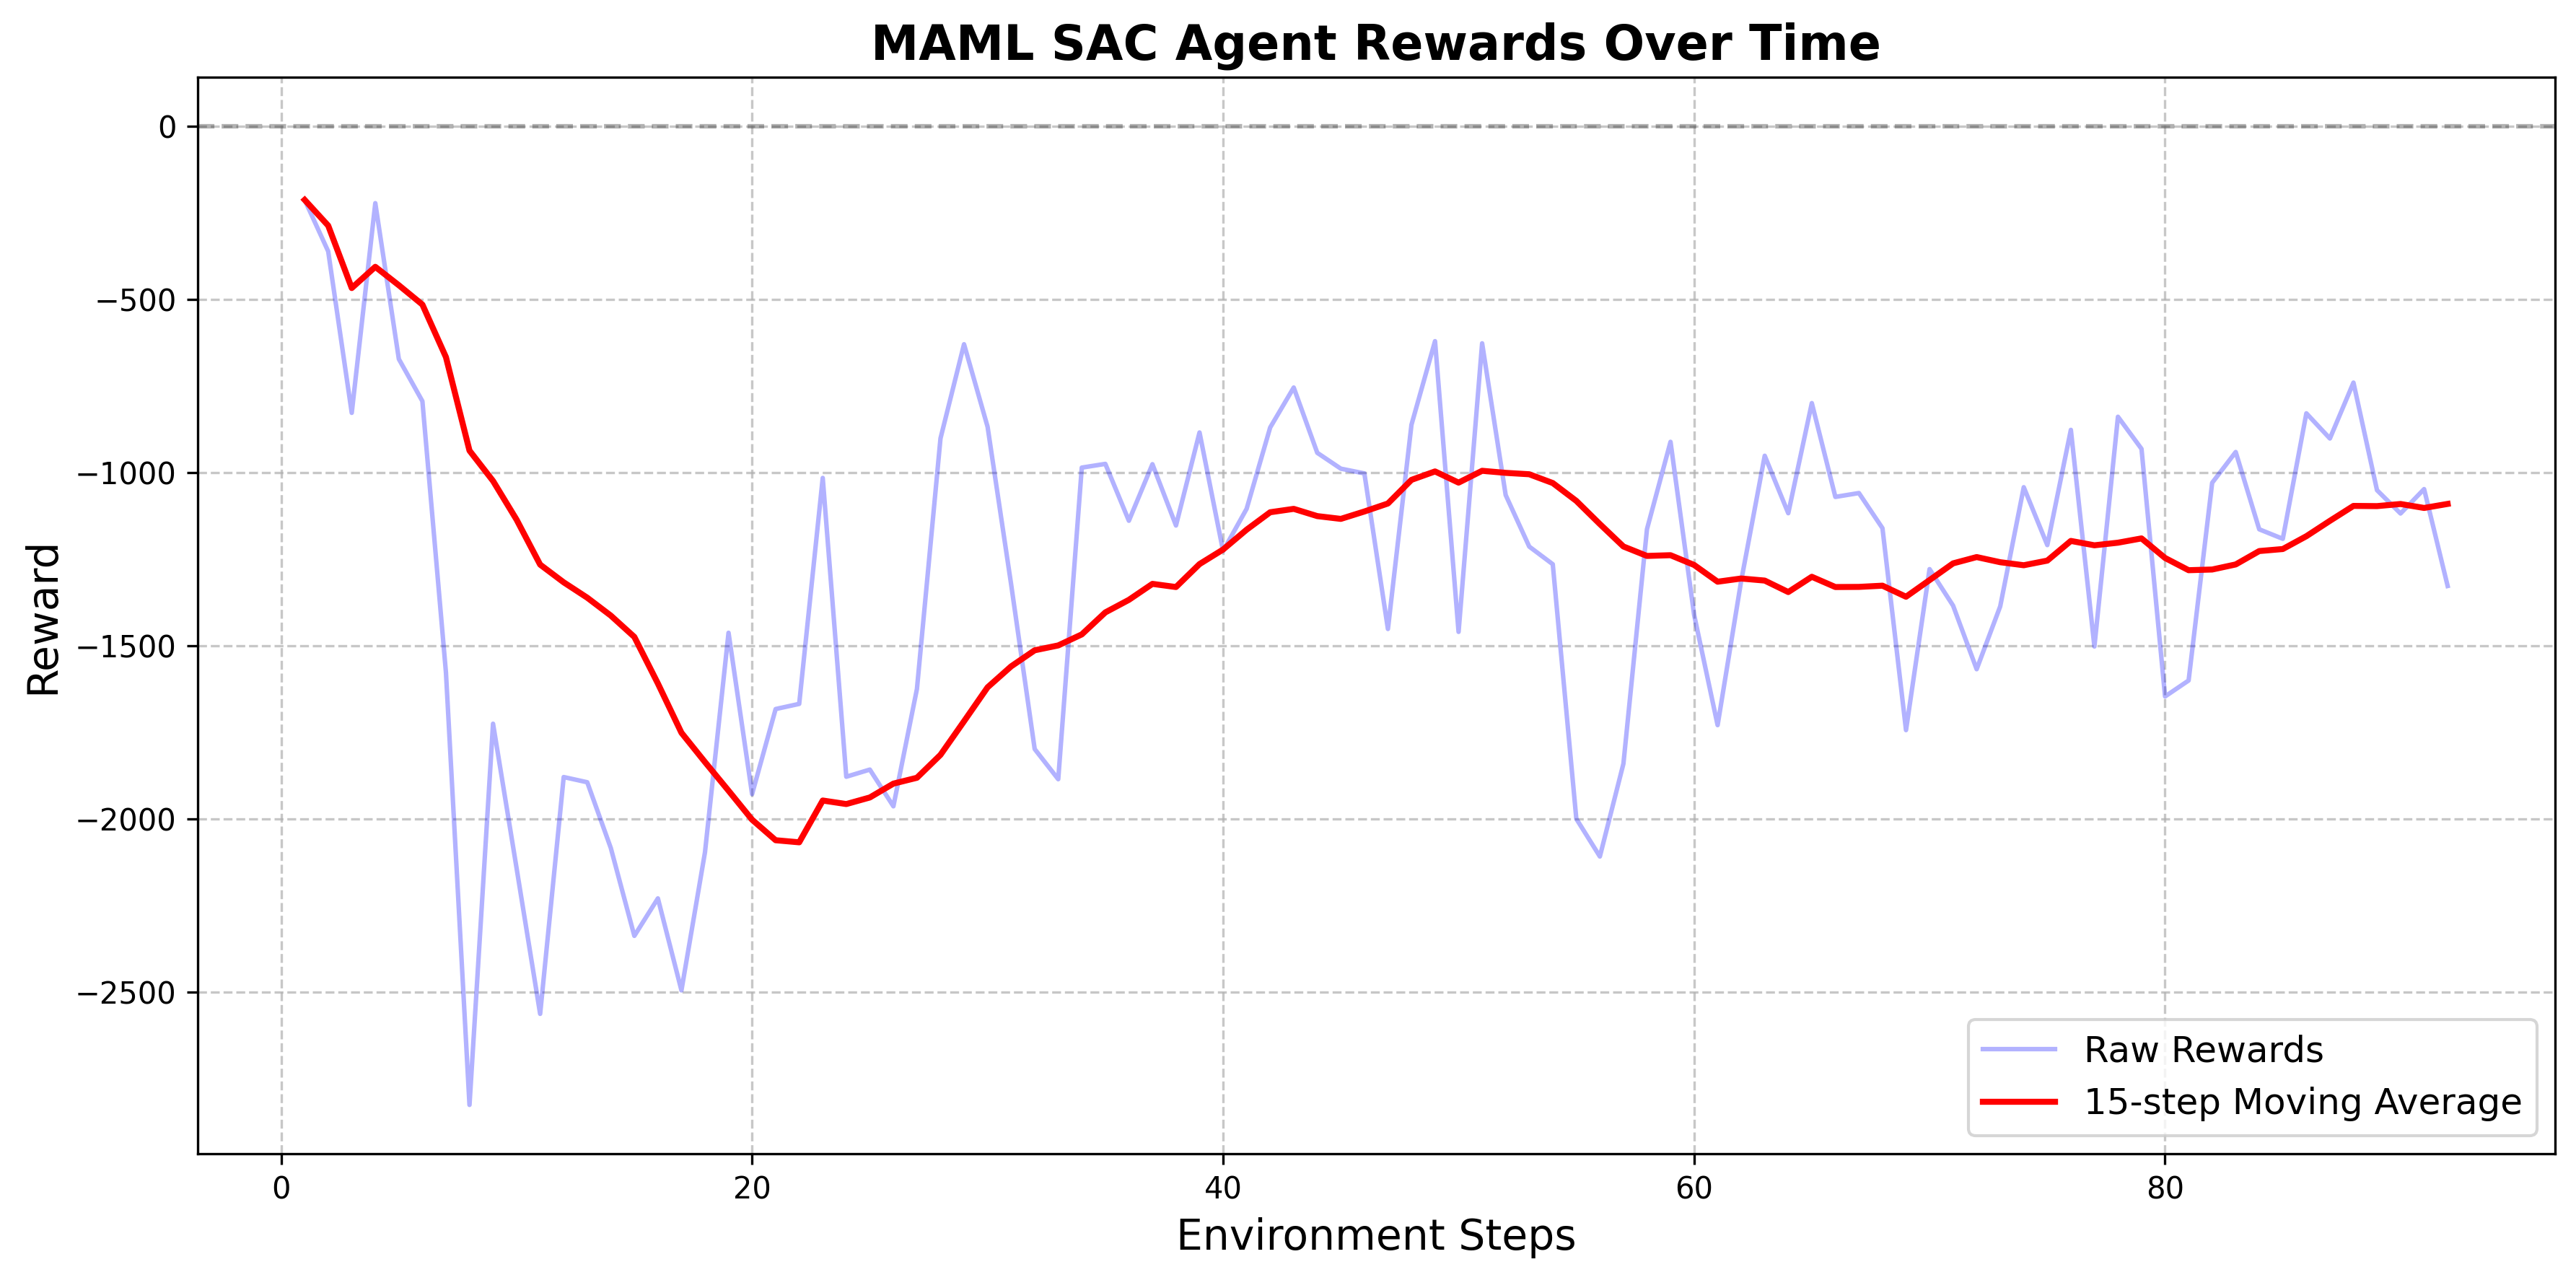 MAML SAC Agent Rewards Over Time
Reward
0
−500
−1000
−1500
−2000
−2500
0 20 40 60 80
Environment Steps
Raw Rewards
15-step Moving Average